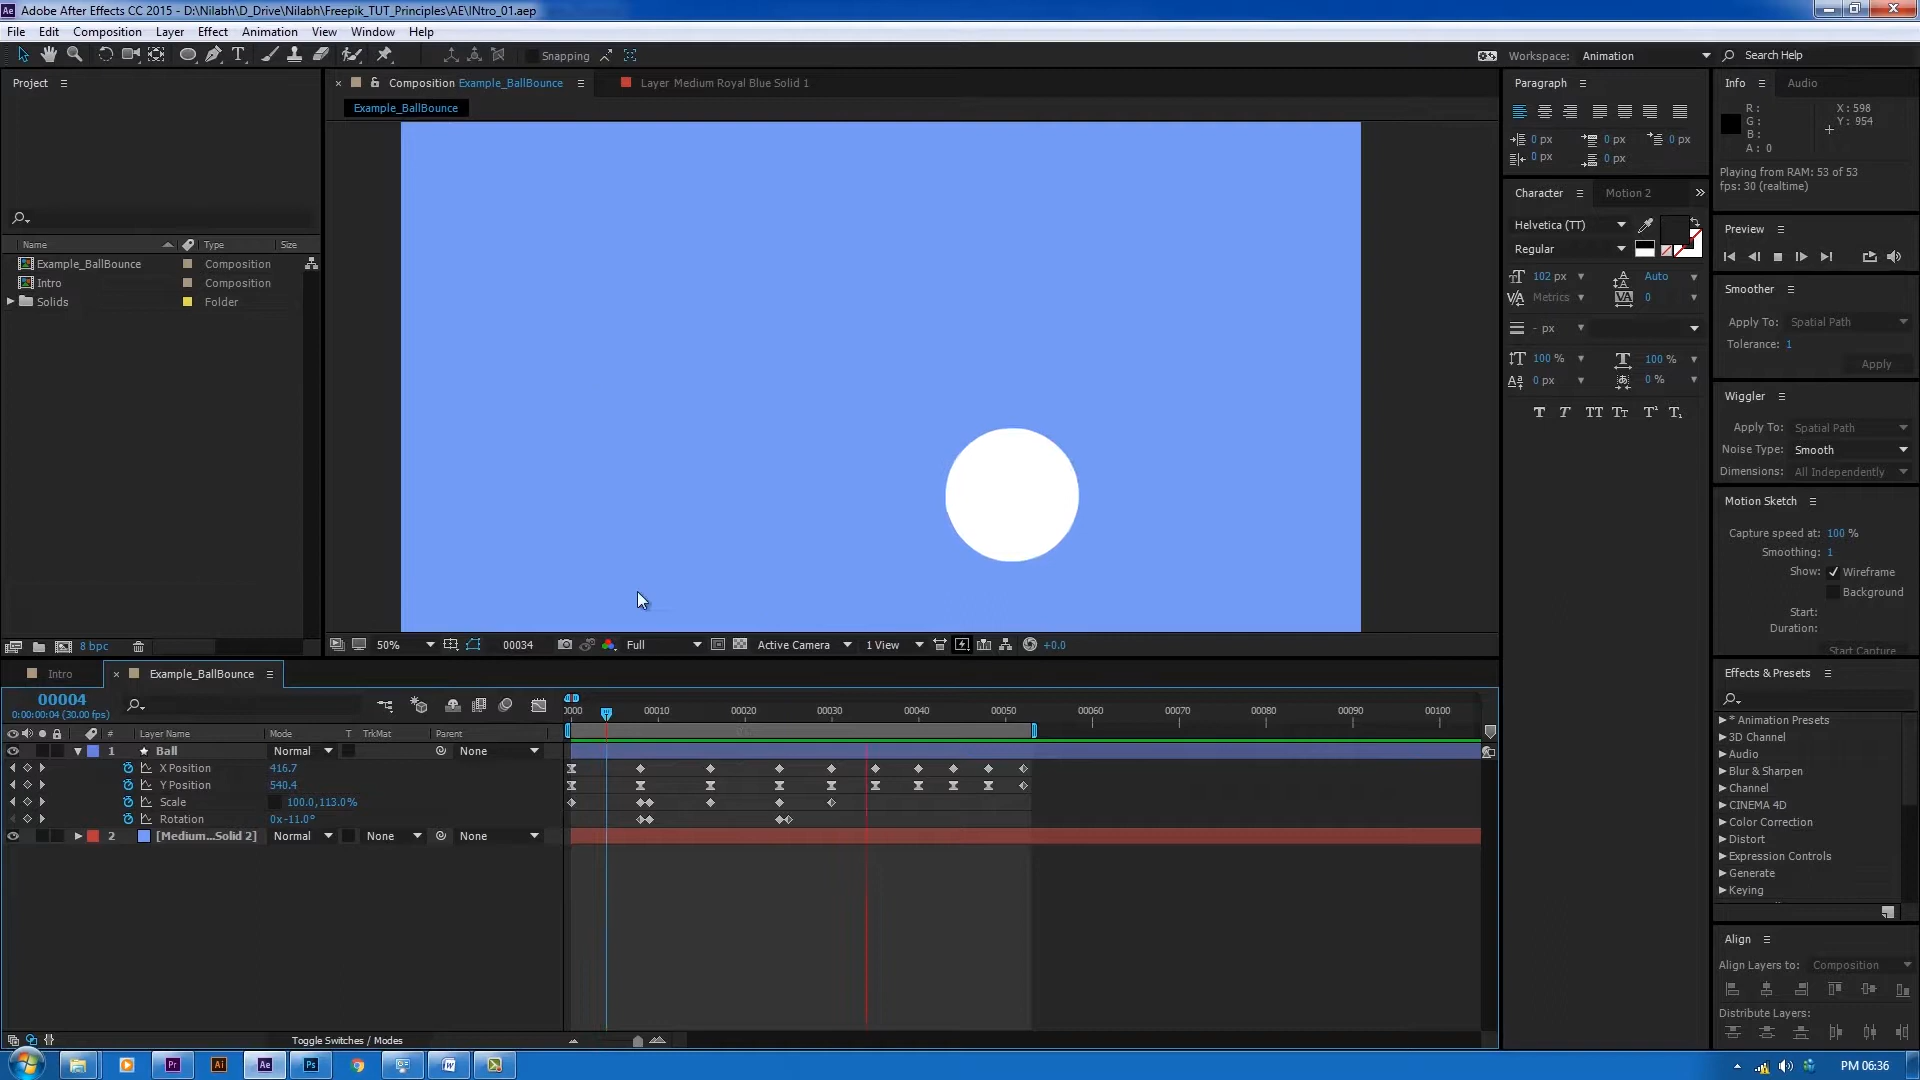 Adobe After Effects CC 2015 - D:\Nilabh\D_Drive\Nilabh\Freepik_TUT_Principles\AE\INtro_01.aep
File Edit Composition Layer Effect Animation View Window Help
Snapping
Workspace: Animation
Search Help
Project
Name Type Size
Example_BallBounce Composition
Intro Composition
Solids Folder
8 bpc
Composition Example_BallBounce
Layer Medium Royal Blue Solid 1
Example_BallBounce
50% 00034 Full Active Camera 1 View +0.0
Paragraph
0 px 0 px 0 px
0 px 0 px
Character Motion 2
Helvetica (TT)
Regular
102 px Auto
Metrics 0
- px
100 % 100 %
0 px 0 %
Info Audio
R : X : 598
G : Y : 954
B :
A : 0
Playing from RAM: 53 of 53
fps: 30 (realtime)
Preview
Smoother
Apply To: Spatial Path
Tolerance: 1
Apply
Wiggler
Apply To: Spatial Path
Noise Type: Smooth
Dimensions: All Independently
Motion Sketch
Capture speed at: 100 %
Smoothing: 1
Show: Wireframe
Background
Start:
Duration:
Start Capture
Effects & Presets
* Animation Presets
3D Channel
Audio
Blur & Sharpen
Channel
CINEMA 4D
Color Correction
Distort
Expression Controls
Generate
Keying
Align
Align Layers to: Composition
Distribute Layers:
Intro
Example_BallBounce
00004
0:00:00:04 (30.00 fps)
0000 00010 00020 00030 00040 00050 00060 00070 00080 00090 00100
# Layer Name Mode T TrkMat Parent
1 Ball Normal None
X Position 416.7
Y Position 540.4
Scale 100.0,113.0%
Rotation 0x-11.0°
2 [Medium...Solid 2] Normal None None
Toggle Switches / Modes
Pr Ai Ae Ps
PM 06:36